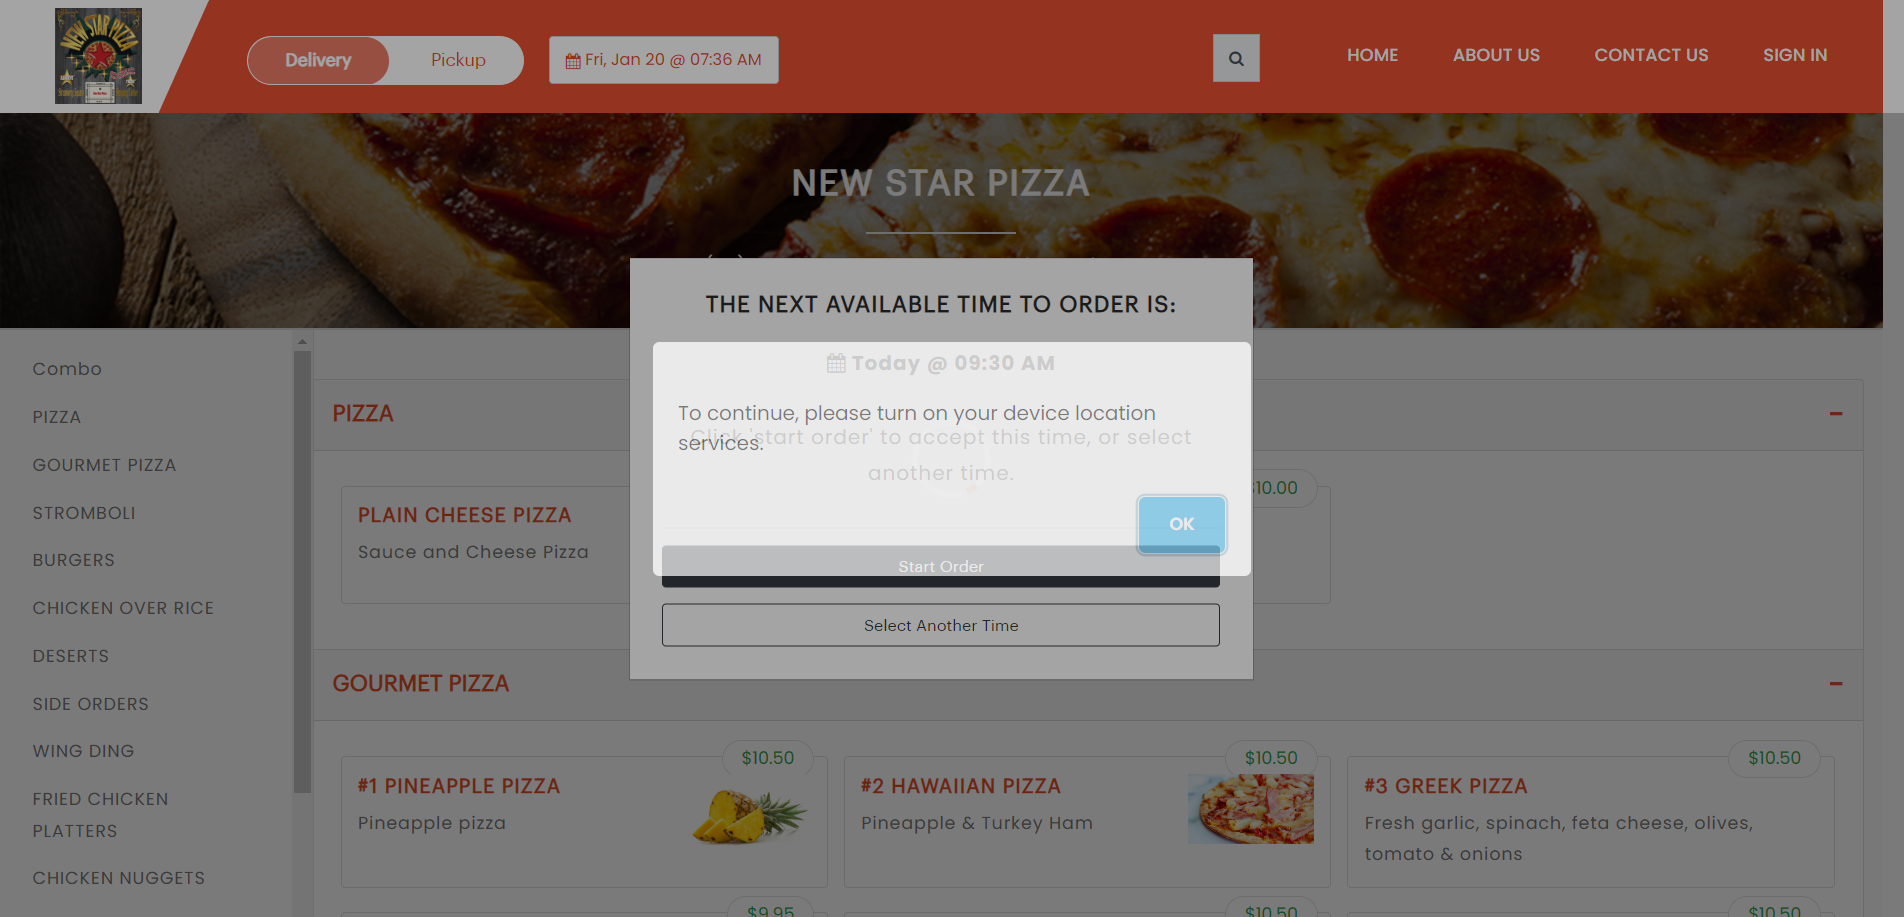 NEW STAR PIZZA
Delivery
Pickup
Fri, Jan 20 @ 07:36 AM
HOME
ABOUT US
CONTACT US
SIGN IN
NEW STAR PIZZA
THE NEXT AVAILABLE TIME TO ORDER IS:
Today @ 09:30 AM
To continue, please turn on your device location
services.
Click 'start order' to accept this time, or select
another time.
OK
Start Order
Select Another Time
Combo
PIZZA
GOURMET PIZZA
STROMBOLI
BURGERS
CHICKEN OVER RICE
DESERTS
SIDE ORDERS
WING DING
FRIED CHICKEN
PLATTERS
CHICKEN NUGGETS
PIZZA
PLAIN CHEESE PIZZA
Sauce and Cheese Pizza
$10.00
GOURMET PIZZA
$10.50
#1 PINEAPPLE PIZZA
Pineapple pizza
$10.50
#2 HAWAIIAN PIZZA
Pineapple & Turkey Ham
$10.50
#3 GREEK PIZZA
Fresh garlic, spinach, feta cheese, olives,
tomato & onions
$9.95
$10.50
$10.50